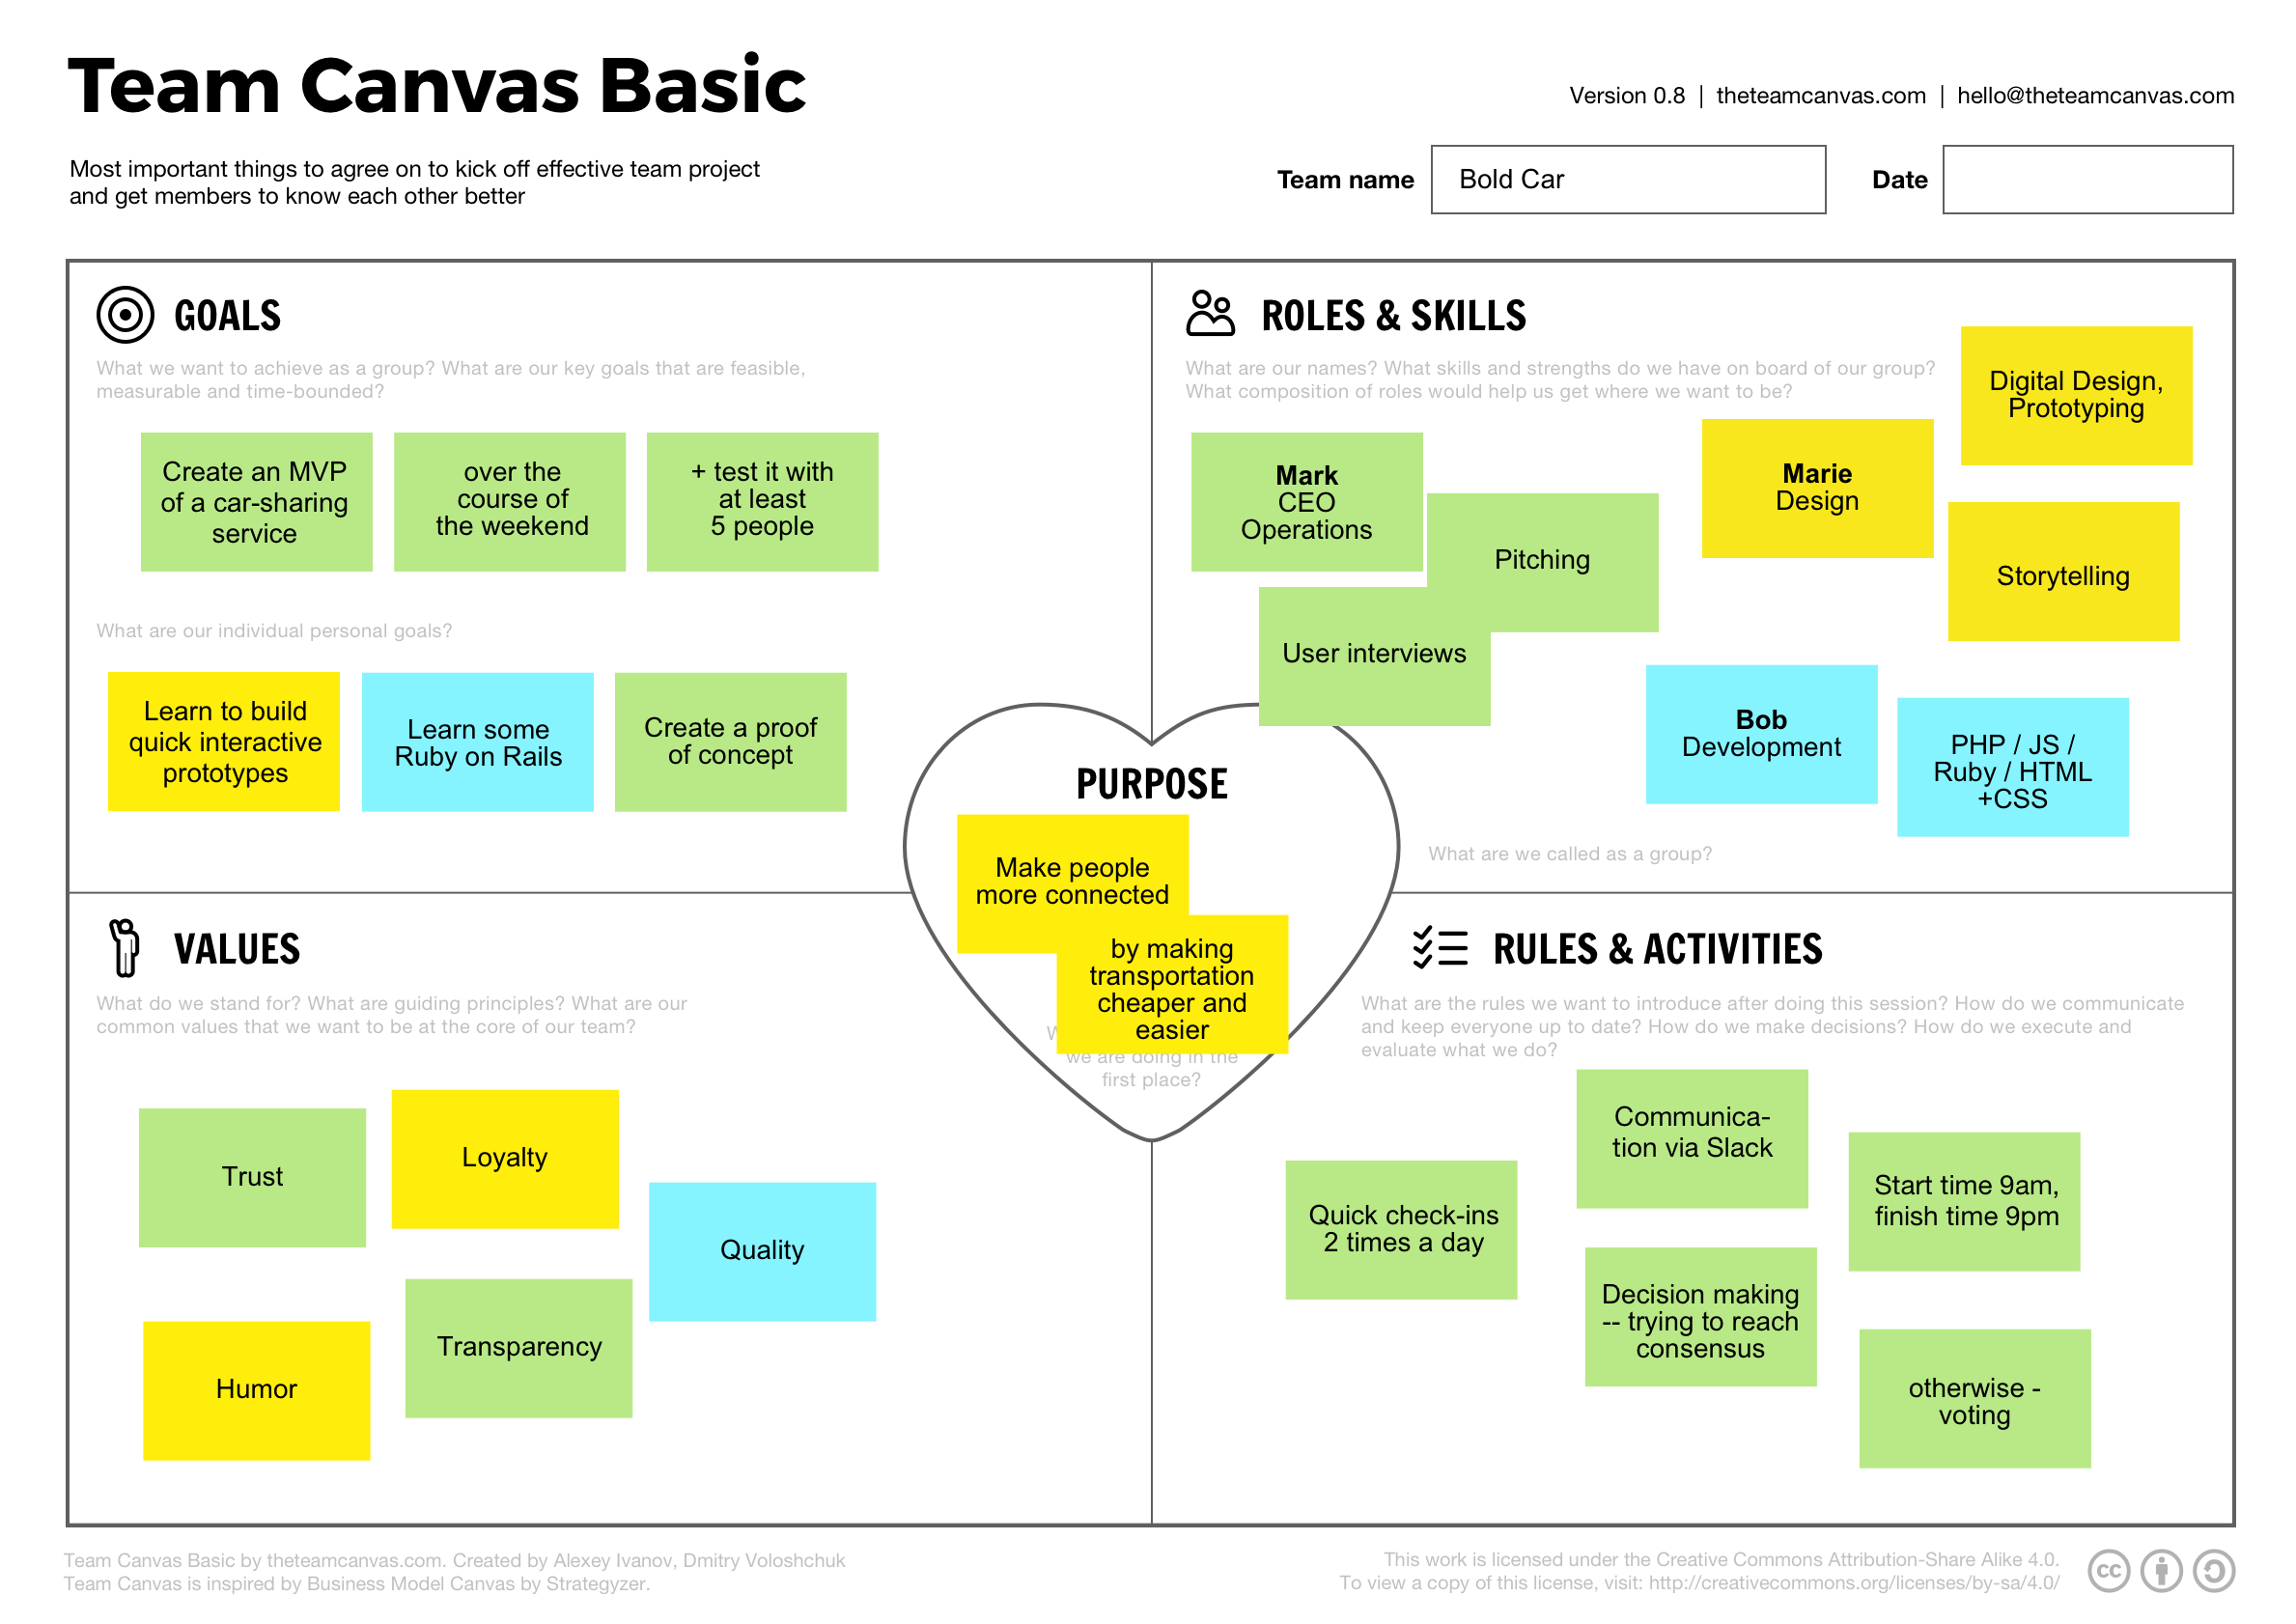 Team Canvas Basic
Version 0.8 | theteamcanvas.com | hello@theteamcanvas.com
Most important things to agree on to kick off effective team project
and get members to know each other better
Team name
Bold Car
Date
GOALS
What we want to achieve as a group? What are our key goals that are feasible,
measurable and time-bounded?
Create an MVP
of a car-sharing
service
over the
course of
the weekend
+ test it with
at least
5 people
What are our individual personal goals?
Learn to build
quick interactive
prototypes
Learn some
Ruby on Rails
Create a proof
of concept
ROLES & SKILLS
What are our names? What skills and strengths do we have on board of our group?
What composition of roles would help us get where we want to be?
Mark
CEO
Operations
Pitching
User interviews
Marie
Design
Digital Design,
Prototyping
Storytelling
Bob
Development
PHP / JS /
Ruby / HTML
+CSS
What are we called as a group?
PURPOSE
Make people
more connected
by making
transportation
cheaper and
easier
we are doing in the
first place?
VALUES
What do we stand for? What are guiding principles? What are our
common values that we want to be at the core of our team?
Trust
Loyalty
Quality
Humor
Transparency
RULES & ACTIVITIES
What are the rules we want to introduce after doing this session? How do we communicate
and keep everyone up to date? How do we make decisions? How do we execute and
evaluate what we do?
Quick check-ins
2 times a day
Communica-
tion via Slack
Start time 9am,
finish time 9pm
Decision making
-- trying to reach
consensus
otherwise -
voting
Team Canvas Basic by theteamcanvas.com. Created by Alexey Ivanov, Dmitry Voloshchuk
Team Canvas is inspired by Business Model Canvas by Strategyzer.
This work is licensed under the Creative Commons Attribution-Share Alike 4.0.
To view a copy of this license, visit: http://creativecommons.org/licenses/by-sa/4.0/
cc